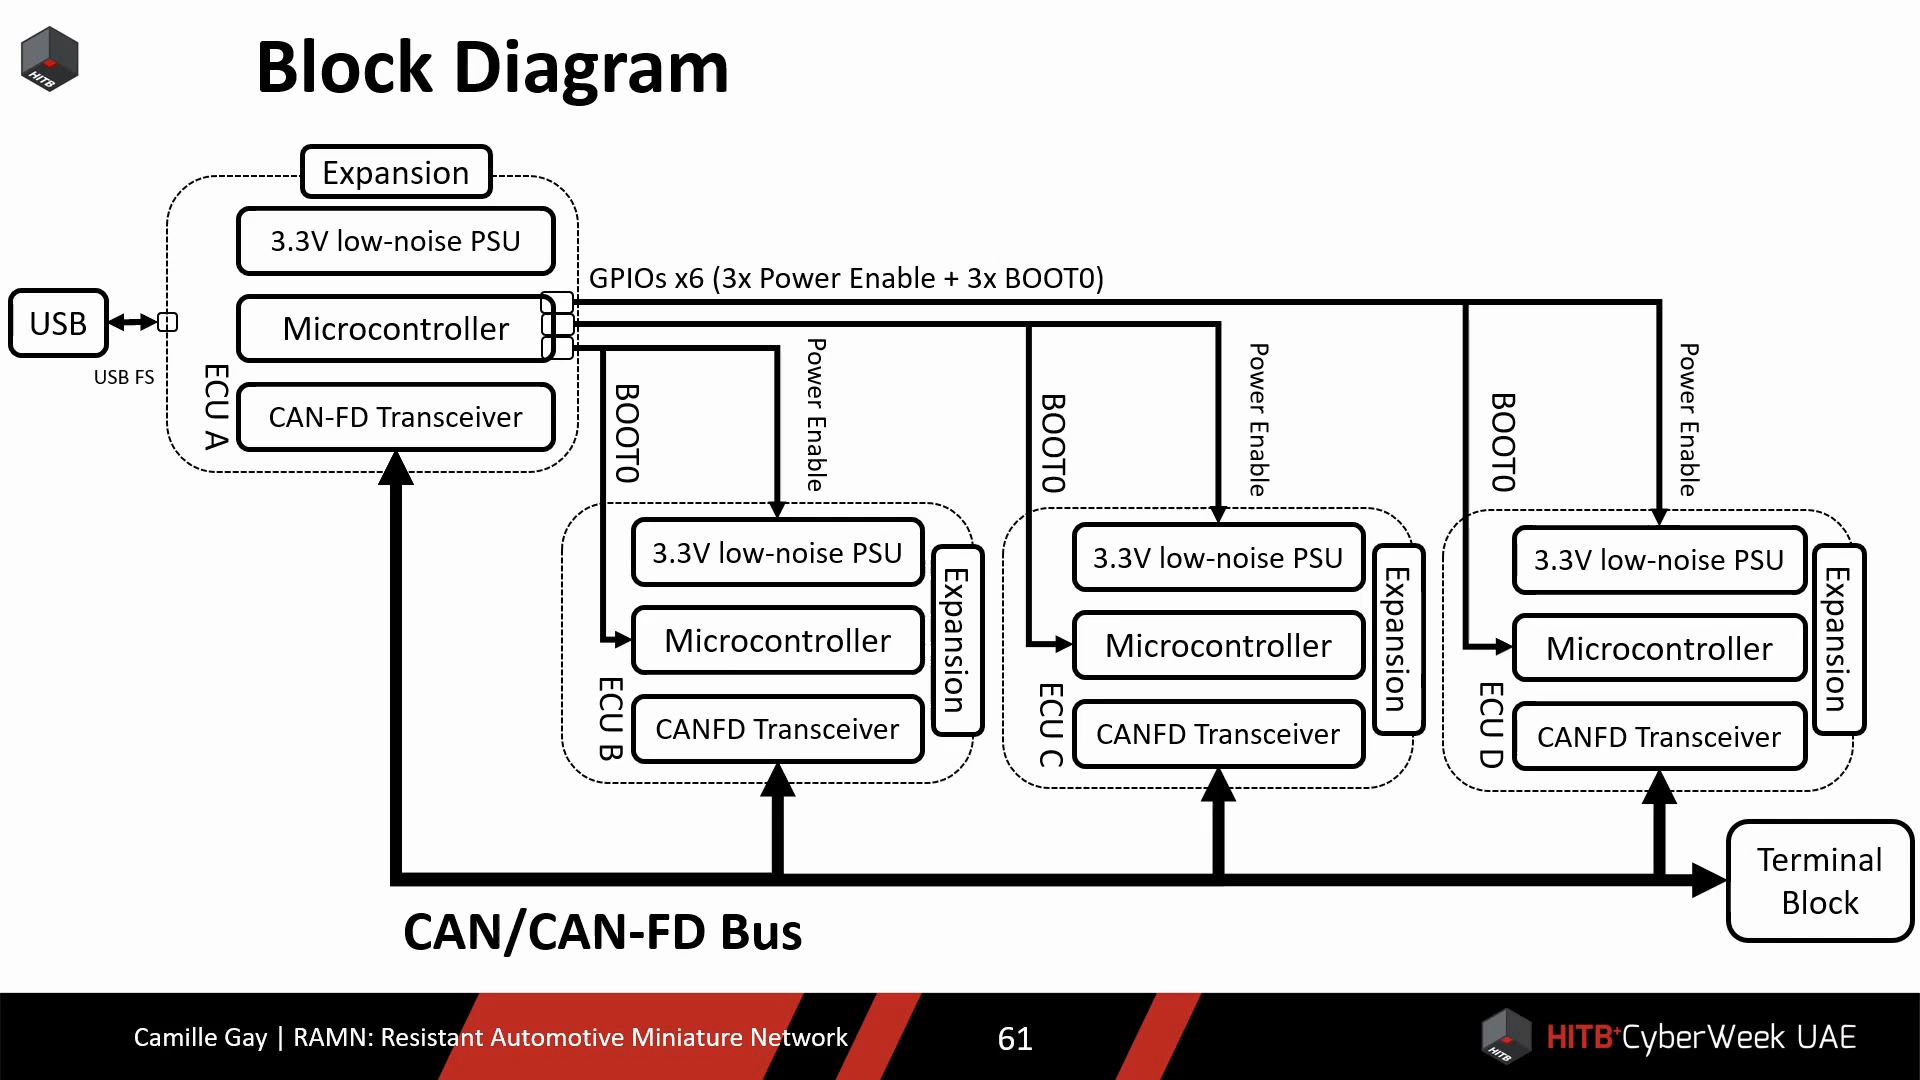 HITB
Block Diagram
Expansion
3.3V low-noise PSU
USB
Microcontroller
USB FS
ECU A
CAN-FD Transceiver
GPIOs x6 (3x Power Enable + 3x BOOT0)
BOOT0
Power Enable
BOOT0
Power Enable
BOOT0
Power Enable
3.3V low-noise PSU
Microcontroller
CANFD Transceiver
ECU B
Expansion
3.3V low-noise PSU
Microcontroller
CANFD Transceiver
ECU C
Expansion
3.3V low-noise PSU
Microcontroller
CANFD Transceiver
ECU D
Expansion
Terminal
Block
CAN/CAN-FD Bus
Camille Gay | RAMN: Resistant Automotive Miniature Network
61
HITB
HITB+CyberWeek UAE